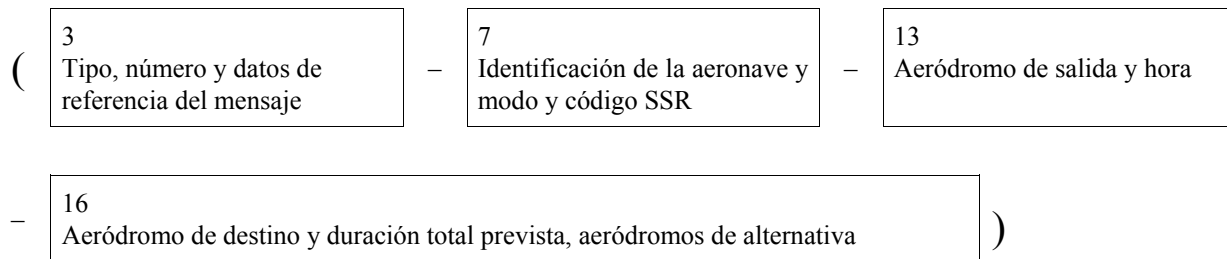 3
Tipo, número y datos de
referencia del mensaje
7
Identificación de la aeronave y
modo y código SSR
13
Aeródromo de salida y hora
( – –
16
Aeródromo de destino y duración total prevista, aeródromos de alternativa
– )